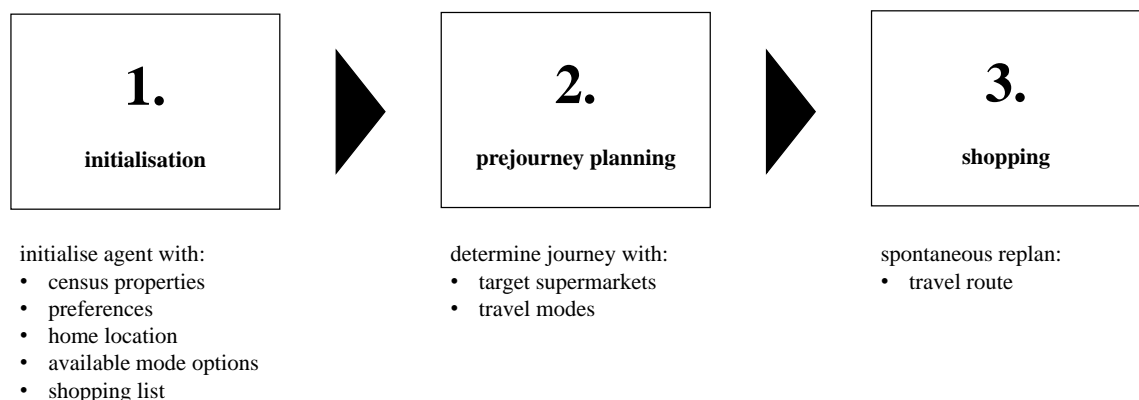 1.
initialisation
initialise agent with:
• census properties
• preferences
• home location
• available mode options
• shopping list
2.
prejourney planning
determine journey with:
• target supermarkets
• travel modes
3.
shopping
spontaneous replan:
• travel route